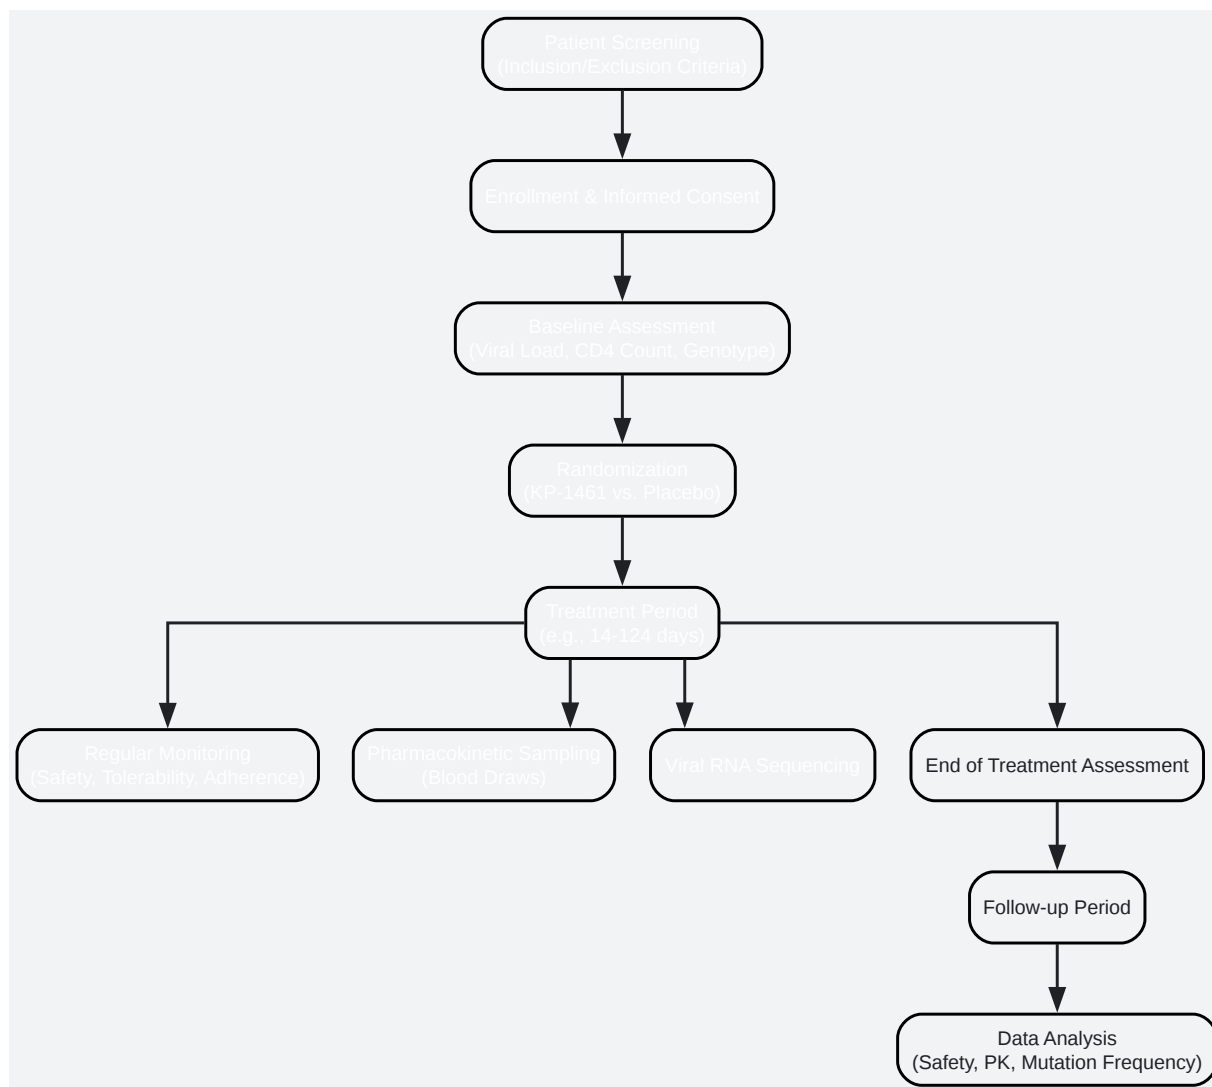 Patient Screening
(Inclusion/Exclusion Criteria)
Enrollment & Informed Consent
Baseline Assessment
(Viral Load, CD4 Count, Genotype)
Randomization
(KP-1461 vs. Placebo)
Treatment Period
(e.g., 14-124 days)
Regular Monitoring
(Safety, Tolerability, Adherence)
Pharmacokinetic Sampling
(Blood Draws)
Viral RNA Sequencing
End of Treatment Assessment
Follow-up Period
Data Analysis
(Safety, PK, Mutation Frequency)